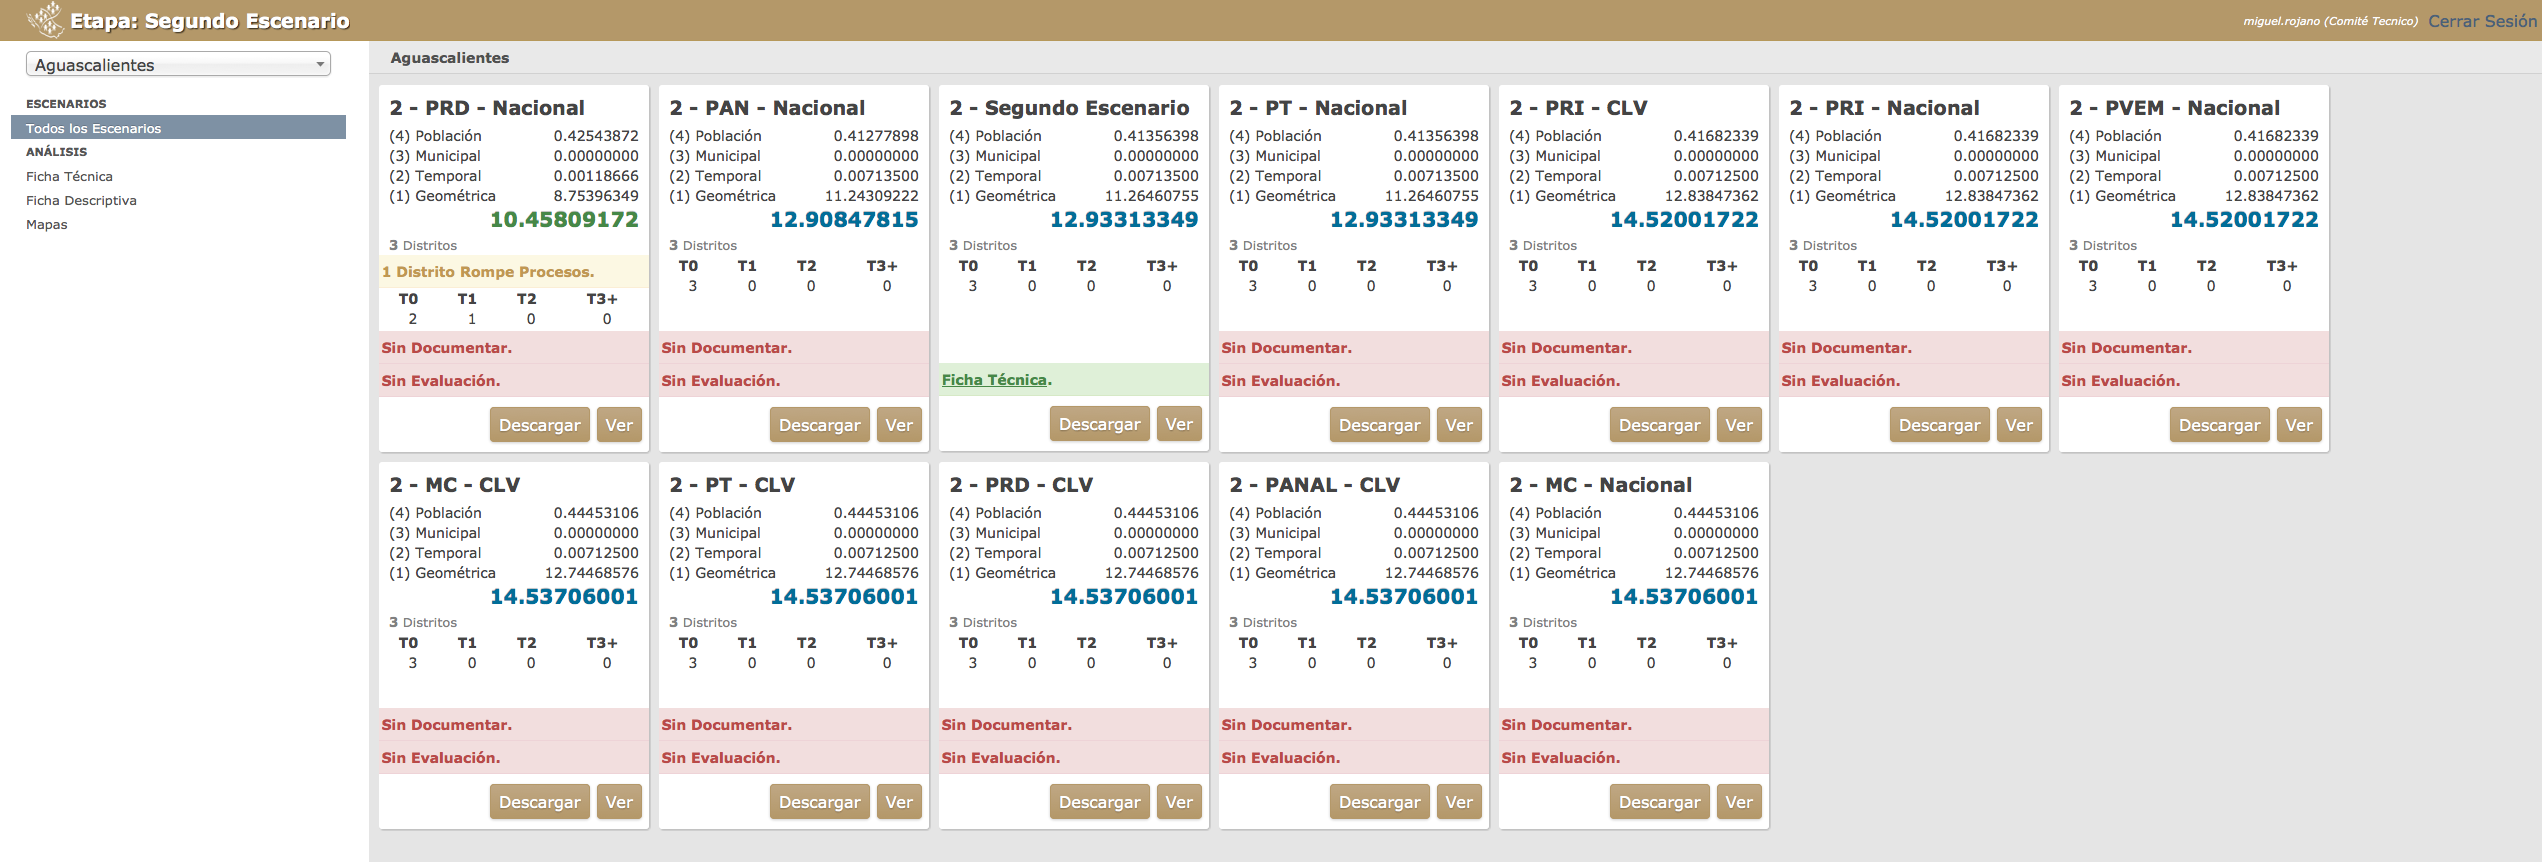 Etapa: Segundo Escenario
miguel.rojano (Comité Tecnico) Cerrar Sesión
Aguascalientes
ESCENARIOS
Todos los Escenarios
ANÁLISIS
Ficha Técnica
Ficha Descriptiva
Mapas
Aguascalientes
2 - PRD - Nacional
(4) Población 0.42543872
(3) Municipal 0.00000000
(2) Temporal 0.00118666
(1) Geométrica 8.75396349
10.45809172
3 Distritos
1 Distrito Rompe Procesos.
T0 T1 T2 T3+
2 1 0 0
Sin Documentar.
Sin Evaluación.
Descargar Ver
2 - PAN - Nacional
(4) Población 0.41277898
(3) Municipal 0.00000000
(2) Temporal 0.00713500
(1) Geométrica 11.24309222
12.90847815
3 Distritos
T0 T1 T2 T3+
3 0 0 0
Sin Documentar.
Sin Evaluación.
Descargar Ver
2 - Segundo Escenario
(4) Población 0.41356398
(3) Municipal 0.00000000
(2) Temporal 0.00713500
(1) Geométrica 11.26460755
12.93313349
3 Distritos
T0 T1 T2 T3+
3 0 0 0
Ficha Técnica.
Descargar Ver
2 - PT - Nacional
(4) Población 0.41356398
(3) Municipal 0.00000000
(2) Temporal 0.00713500
(1) Geométrica 11.26460755
12.93313349
3 Distritos
T0 T1 T2 T3+
3 0 0 0
Sin Documentar.
Sin Evaluación.
Descargar Ver
2 - PRI - CLV
(4) Población 0.41682339
(3) Municipal 0.00000000
(2) Temporal 0.00712500
(1) Geométrica 12.83847362
14.52001722
3 Distritos
T0 T1 T2 T3+
3 0 0 0
Sin Documentar.
Sin Evaluación.
Descargar Ver
2 - PRI - Nacional
(4) Población 0.41682339
(3) Municipal 0.00000000
(2) Temporal 0.00712500
(1) Geométrica 12.83847362
14.52001722
3 Distritos
T0 T1 T2 T3+
3 0 0 0
Sin Documentar.
Sin Evaluación.
Descargar Ver
2 - PVEM - Nacional
(4) Población 0.41682339
(3) Municipal 0.00000000
(2) Temporal 0.00712500
(1) Geométrica 12.83847362
14.52001722
3 Distritos
T0 T1 T2 T3+
3 0 0 0
Sin Documentar.
Sin Evaluación.
Descargar Ver
2 - MC - CLV
(4) Población 0.44453106
(3) Municipal 0.00000000
(2) Temporal 0.00712500
(1) Geométrica 12.74468576
14.53706001
3 Distritos
T0 T1 T2 T3+
3 0 0 0
Sin Documentar.
Sin Evaluación.
Descargar Ver
2 - PT - CLV
(4) Población 0.44453106
(3) Municipal 0.00000000
(2) Temporal 0.00712500
(1) Geométrica 12.74468576
14.53706001
3 Distritos
T0 T1 T2 T3+
3 0 0 0
Sin Documentar.
Sin Evaluación.
Descargar Ver
2 - PRD - CLV
(4) Población 0.44453106
(3) Municipal 0.00000000
(2) Temporal 0.00712500
(1) Geométrica 12.74468576
14.53706001
3 Distritos
T0 T1 T2 T3+
3 0 0 0
Sin Documentar.
Sin Evaluación.
Descargar Ver
2 - PANAL - CLV
(4) Población 0.44453106
(3) Municipal 0.00000000
(2) Temporal 0.00712500
(1) Geométrica 12.74468576
14.53706001
3 Distritos
T0 T1 T2 T3+
3 0 0 0
Sin Documentar.
Sin Evaluación.
Descargar Ver
2 - MC - Nacional
(4) Población 0.44453106
(3) Municipal 0.00000000
(2) Temporal 0.00712500
(1) Geométrica 12.74468576
14.53706001
3 Distritos
T0 T1 T2 T3+
3 0 0 0
Sin Documentar.
Sin Evaluación.
Descargar Ver